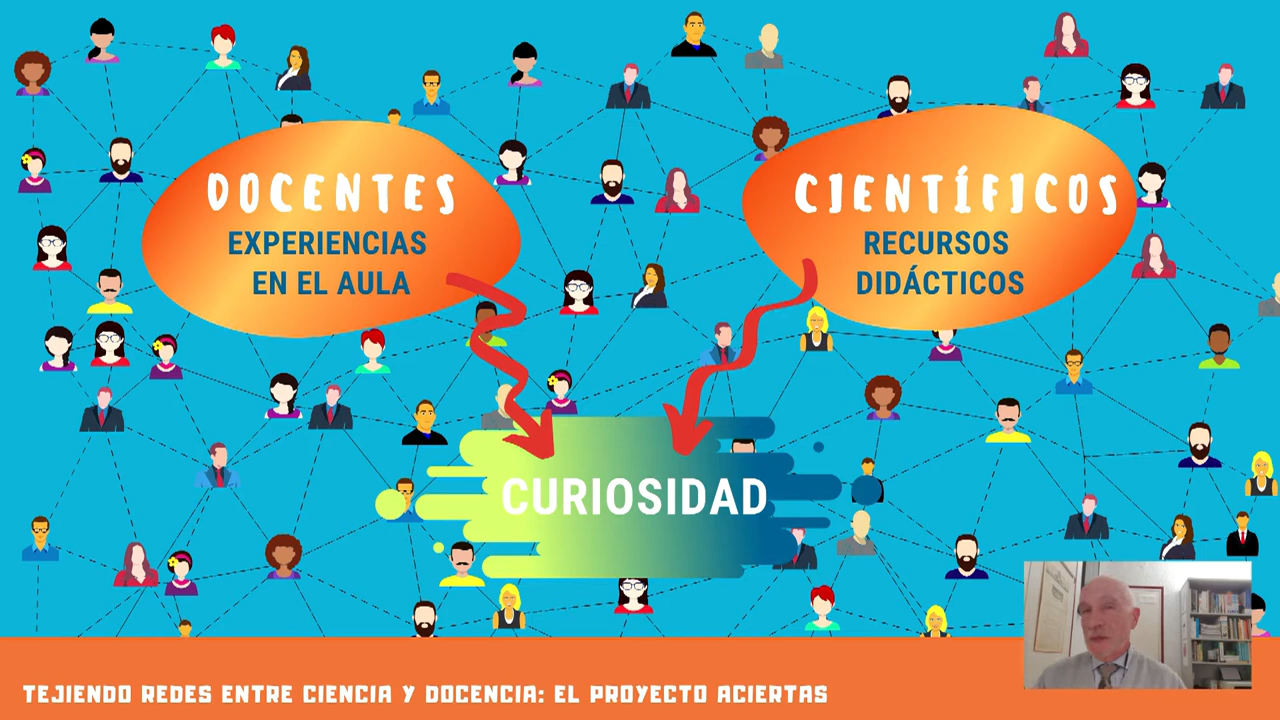 DOCENTES
EXPERIENCIAS
EN EL AULA
CIENTÍFICOS
RECURSOS
DIDÁCTICOS
CURIOSIDAD
TEJIENDO REDES ENTRE CIENCIA Y DOCENCIA: EL PROYECTO ACIERTAS